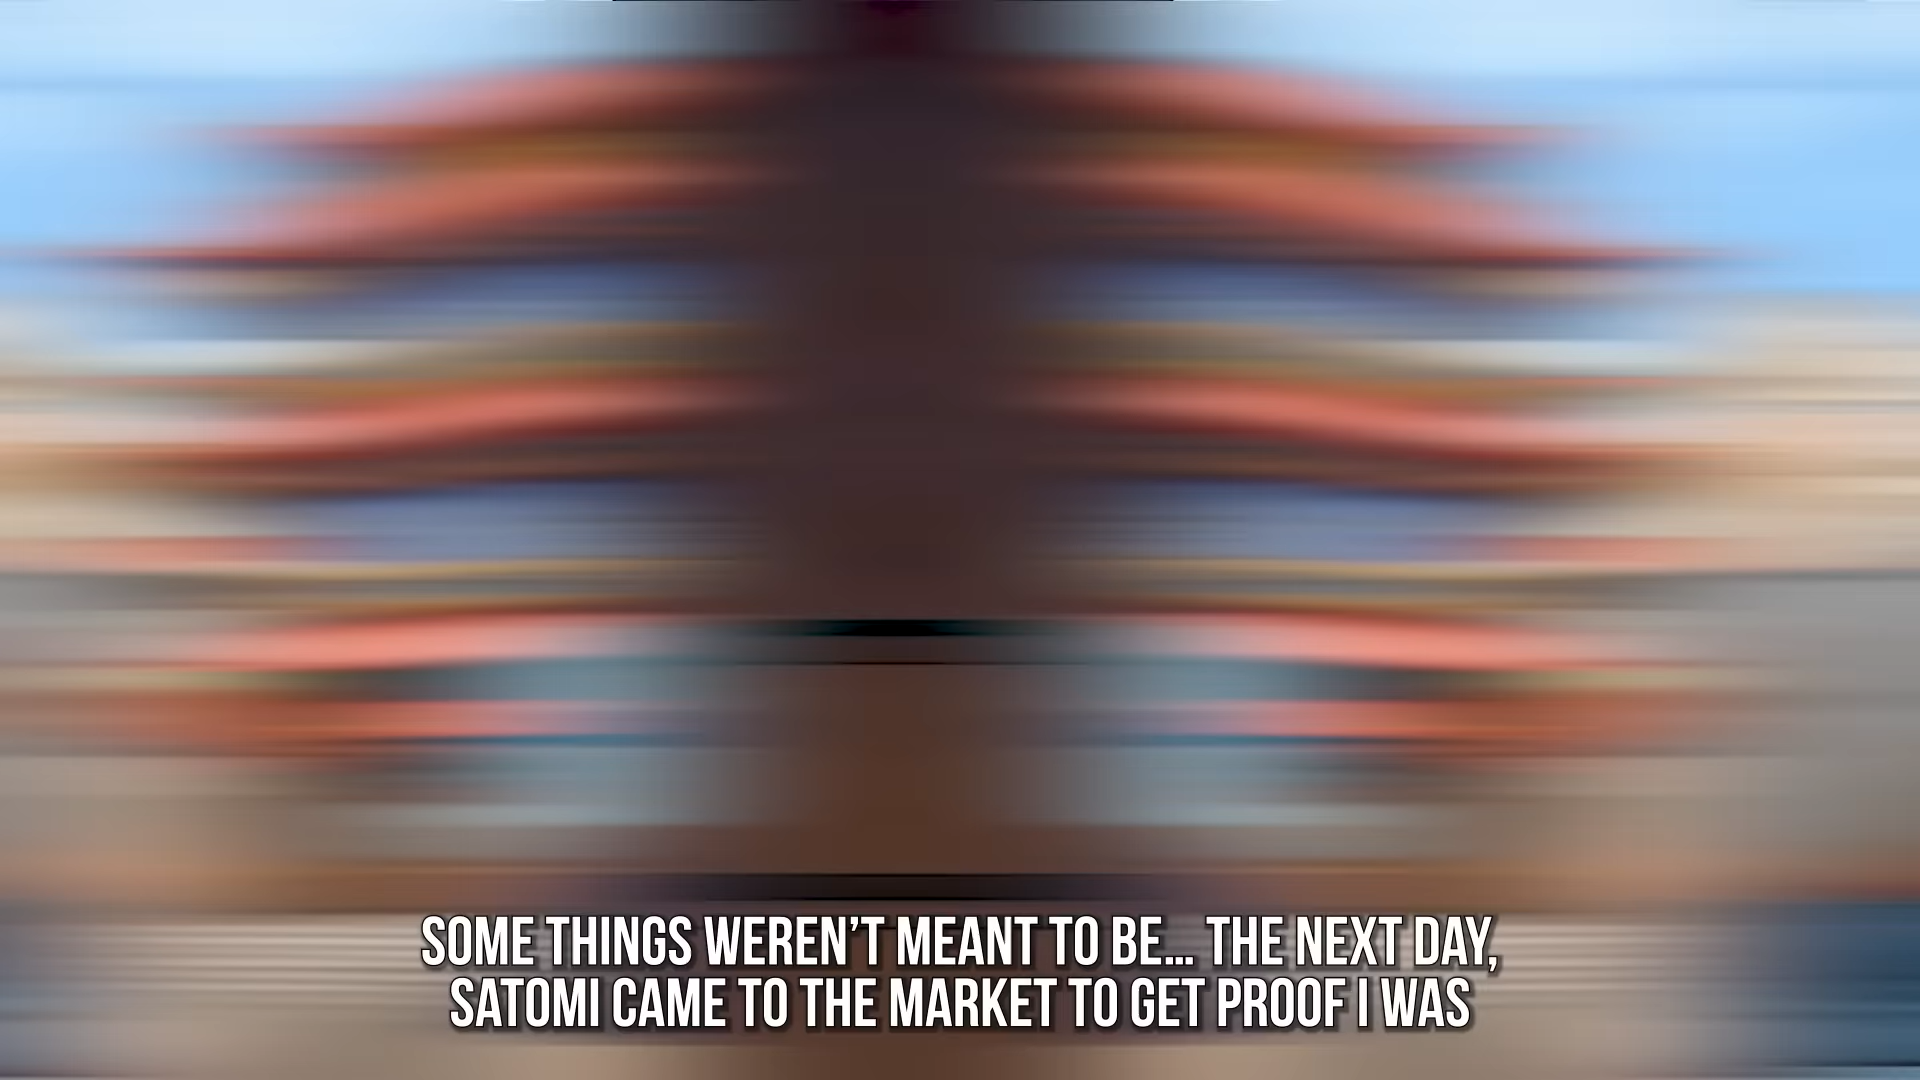 SOME THINGS WEREN’T MEANT TO BE... THE NEXT DAY,
SATOMI CAME TO THE MARKET TO GET PROOF I WAS